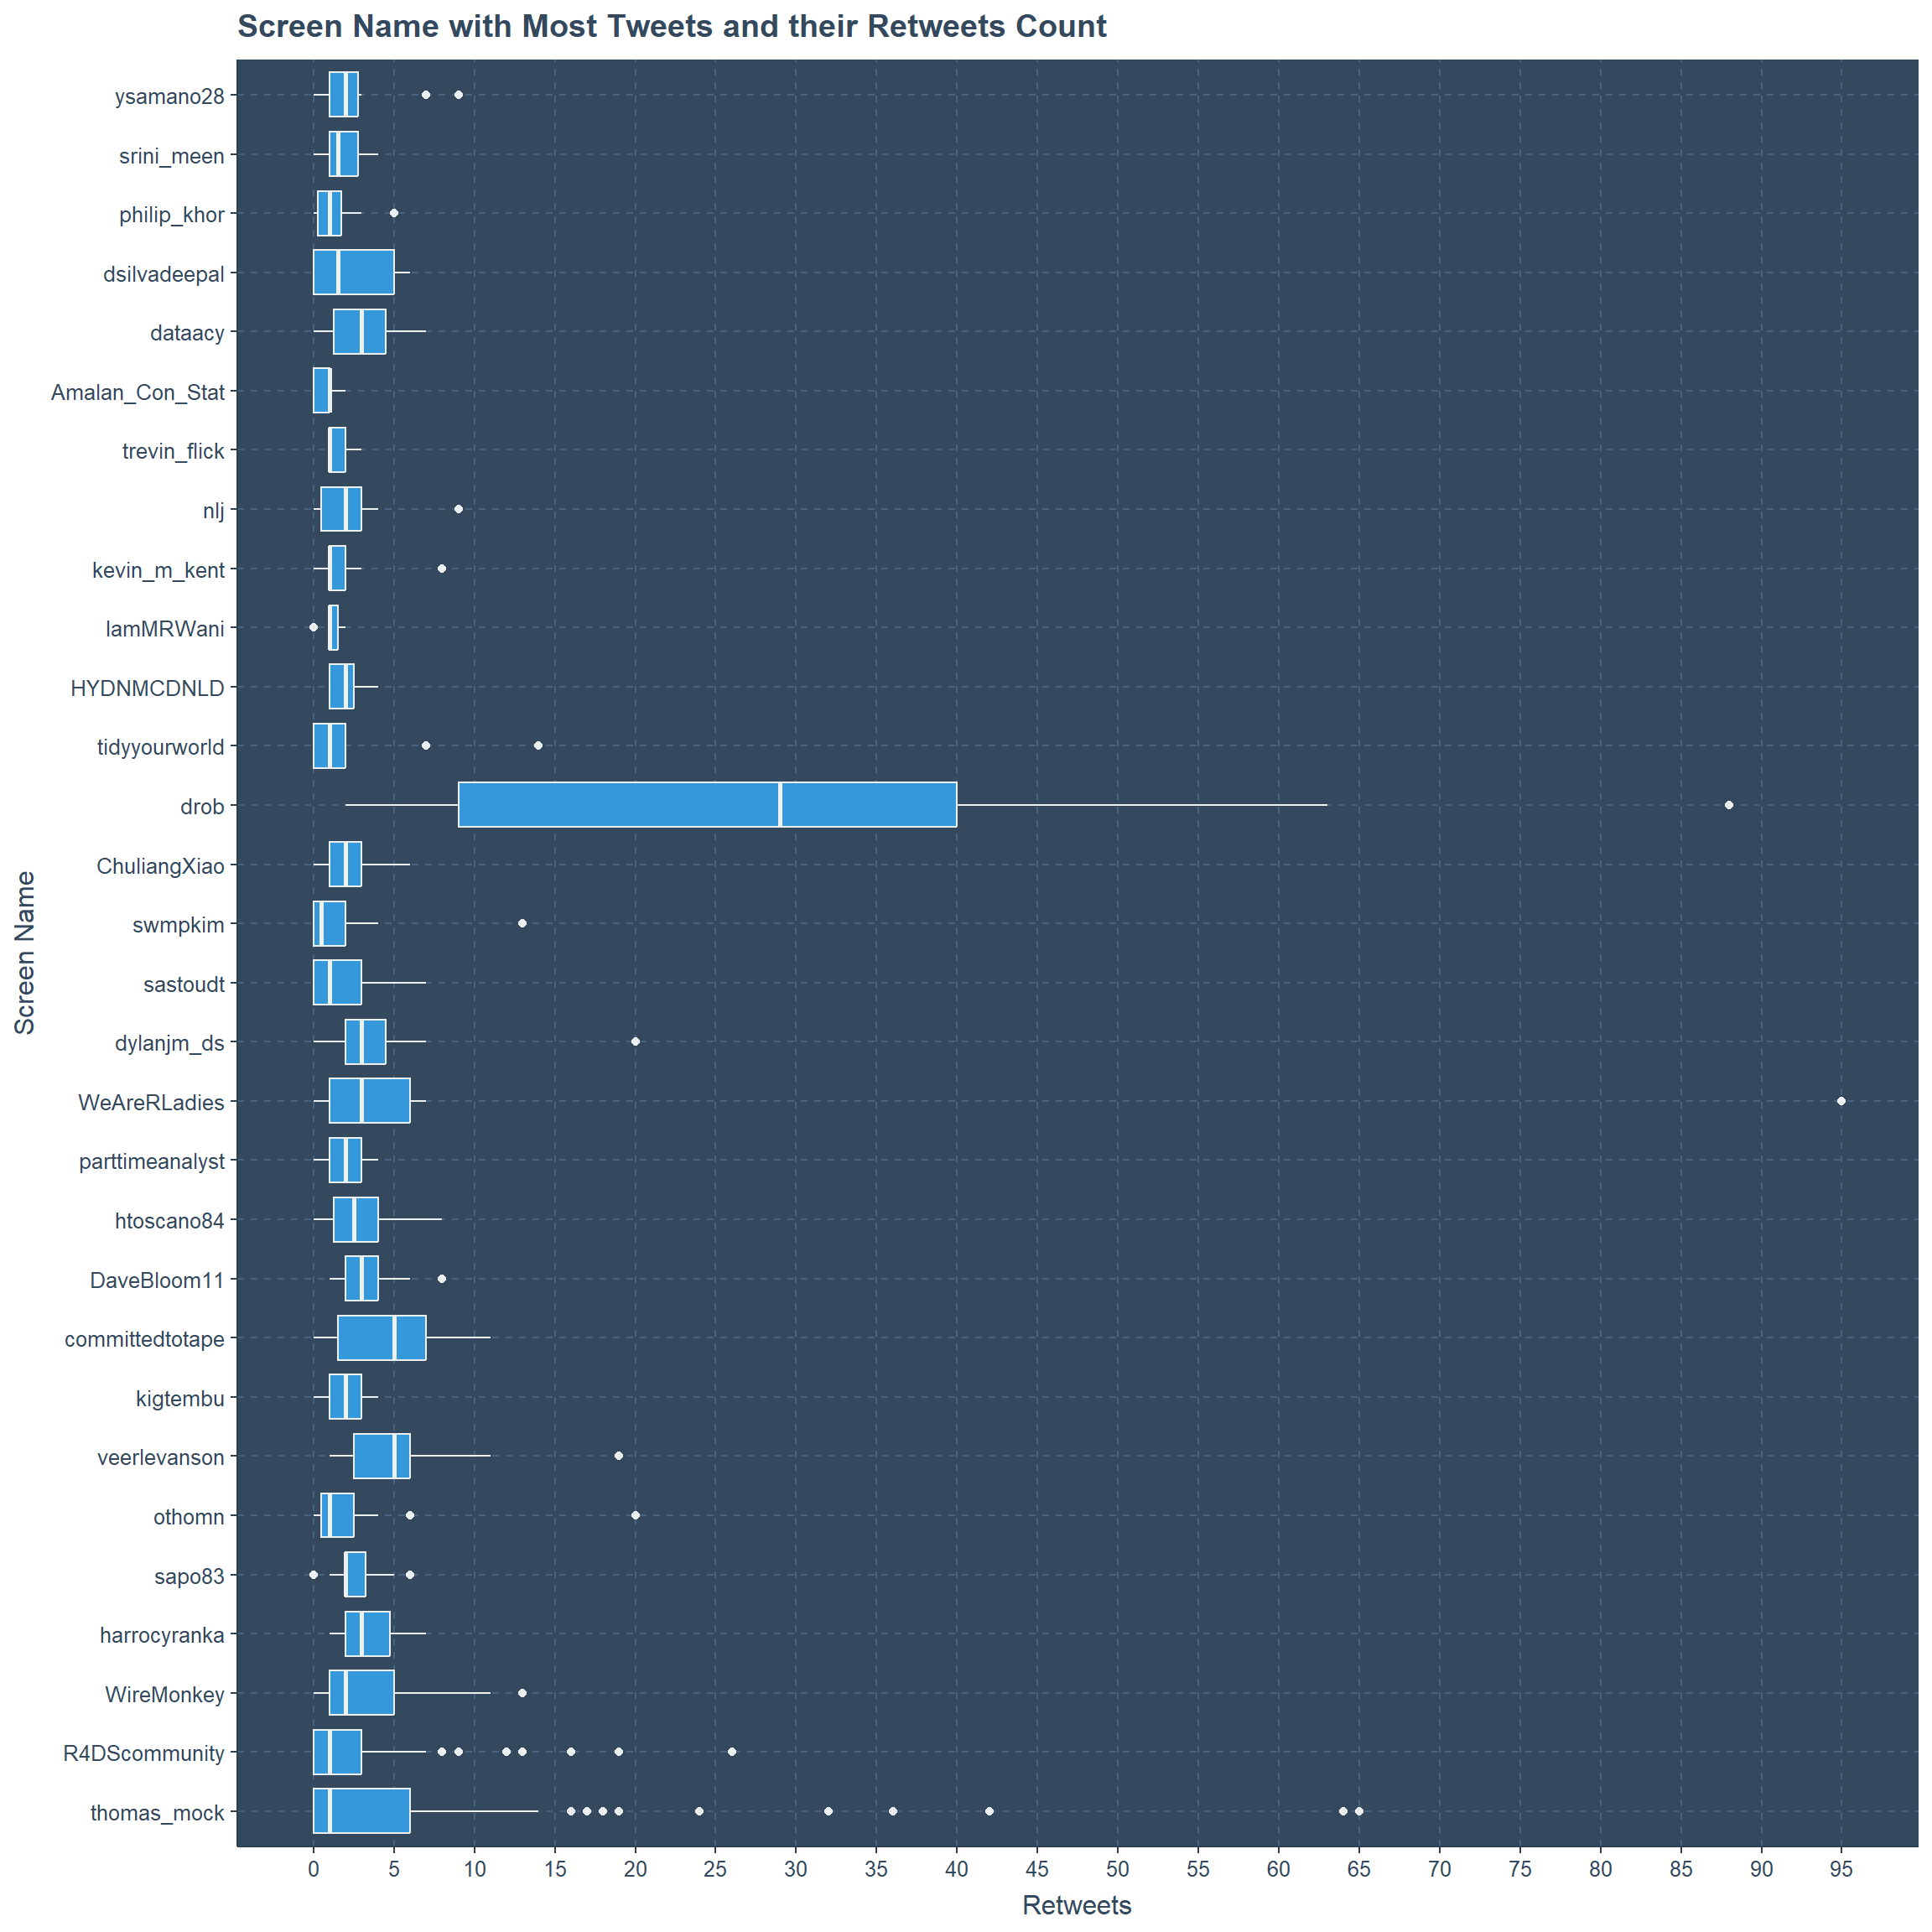 Screen Name with Most Tweets and their Retweets Count
ysamano28
srini_meen
philip_khor
dsilvadeepal
dataacy
Amalan_Con_Stat
trevin_flick
nlj
kevin_m_kent
IamMRWani
HYDNMCDNLD
tidyyourworld
drob
ChuliangXiao
swmpkim
sastoudt
dylanjm_ds
WeAreRLadies
parttimeanalyst
htoscano84
DaveBloom11
committedtotape
kigtembu
veerlevanson
othomn
sapo83
harrocyranka
WireMonkey
R4DScommunity
thomas_mock
Screen Name
0 5 10 15 20 25 30 35 40 45 50 55 60 65 70 75 80 85 90 95
Retweets